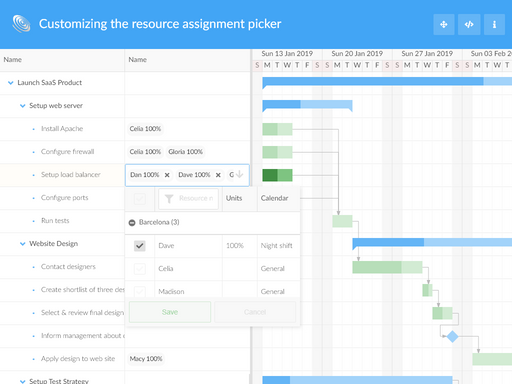 Customizing the resource assignment picker
Name Name
Sun 13 Jan 2019 Sun 20 Jan 2019 Sun 27 Jan 2019 Sun 03 Feb 20
S M T W T F S S M T W T F S S M T W T F S S M T W T
Launch SaaS Product
Setup web server
Install Apache Celia 100%
Configure firewall Celia 100% Gloria 100%
Setup load balancer Dan 100% × Dave 100% × G
Configure ports Resource n Units Calendar
Run tests Barcelona (3)
Website Design Dave 100% Night shift
Contact designers Celia General
Create shortlist of three des Madison General
Select & review final design Save Cancel
Inform management about d
Apply design to web site Macy 100%
Setup Test Strategy